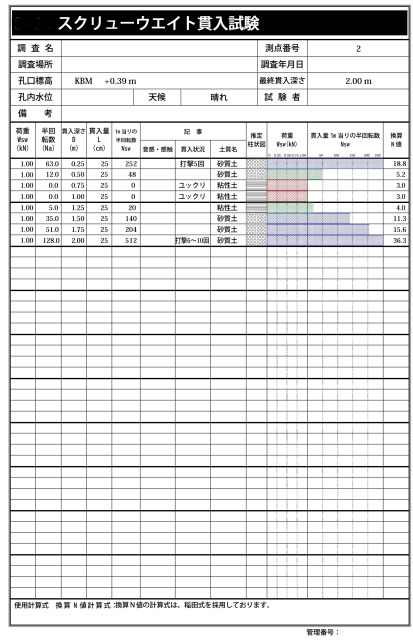 スクリューウエイト貫入試験
調 査 名 測点番号 2
調査場所 調査年月日
孔口標高 KBM +0.39 m 最終貫入深さ 2.00 m
孔内水位 天候 晴れ 試 験 者
備 考
荷重 Wsw (kN) 半回転数 (Na) 貫入深さ D (m) 貫入量 L (cm) 1m 当りの半回転数 Nsw 記 事 音感・感触 貫入状況 土質名 推定柱状図 荷重 Wsw(kN) 貫入量 1m 当りの半回転数 Nsw 換算 N 値
1.00 63.0 0.25 25 252 打撃5回 砂質土 18.8
1.00 12.0 0.50 25 48 砂質土 5.2
1.00 0.0 0.75 25 0 ユックリ 粘性土 3.0
1.00 0.0 1.00 25 0 ユックリ 粘性土 3.0
1.00 5.0 1.25 25 20 粘性土 4.0
1.00 35.0 1.50 25 140 砂質土 11.3
1.00 51.0 1.75 25 204 砂質土 15.6
1.00 128.0 2.00 25 512 打撃6～10回 砂質土 36.3
使用計算式 換算 N 値計算式:換算N値の計算式は、稲田式を採用しております。
管理番号：